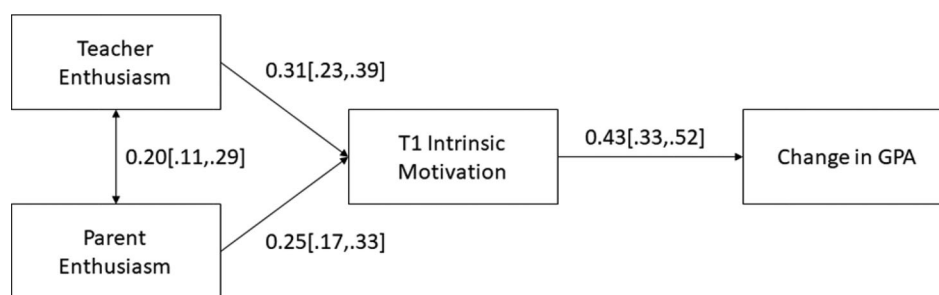 Teacher
Enthusiasm
0.31[.23,.39]
0.20[.11,.29]
T1 Intrinsic
Motivation
0.43[.33,.52]
Change in GPA
Parent
Enthusiasm
0.25[.17,.33]